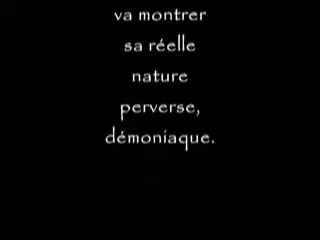 va montrer
sa réelle
nature
perverse,
démoniaque.